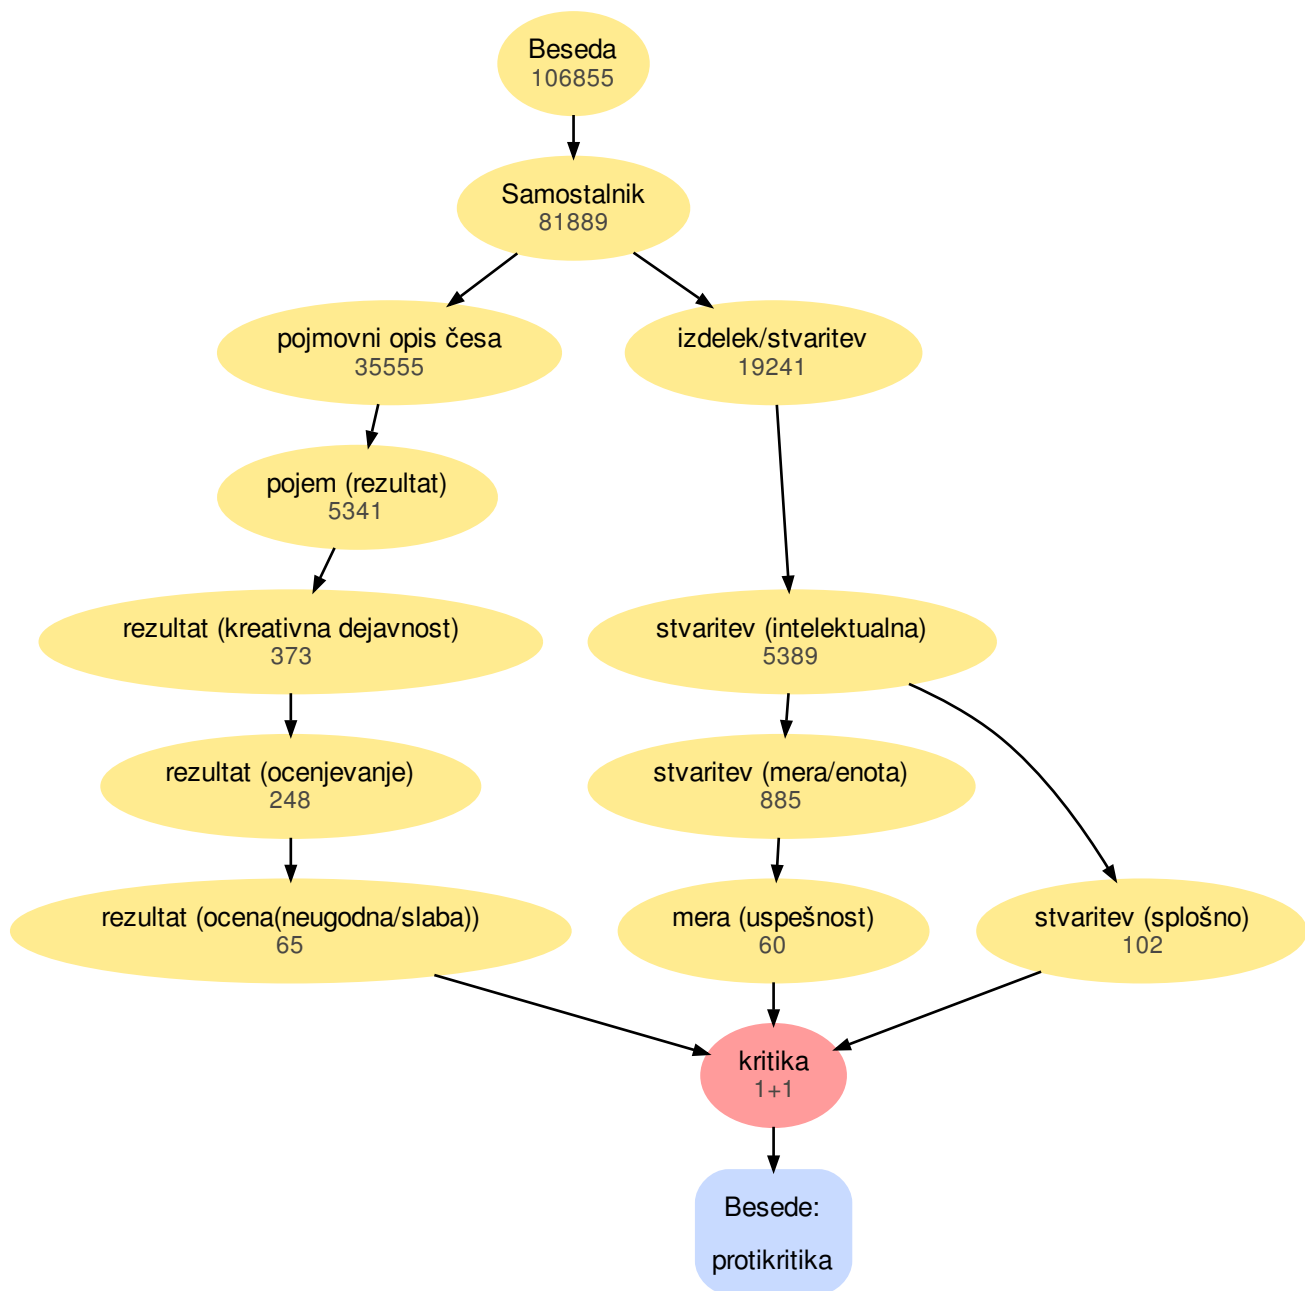 Beseda
106855
Samostalnik
81889
pojmovni opis česa
35555
izdelek/stvaritev
19241
pojem (rezultat)
5341
rezultat (kreativna dejavnost)
373
stvaritev (intelektualna)
5389
rezultat (ocenjevanje)
248
stvaritev (mera/enota)
885
rezultat (ocena(neugodna/slaba))
65
mera (uspešnost)
60
stvaritev (splošno)
102
kritika
1+1
Besede:
protikritika